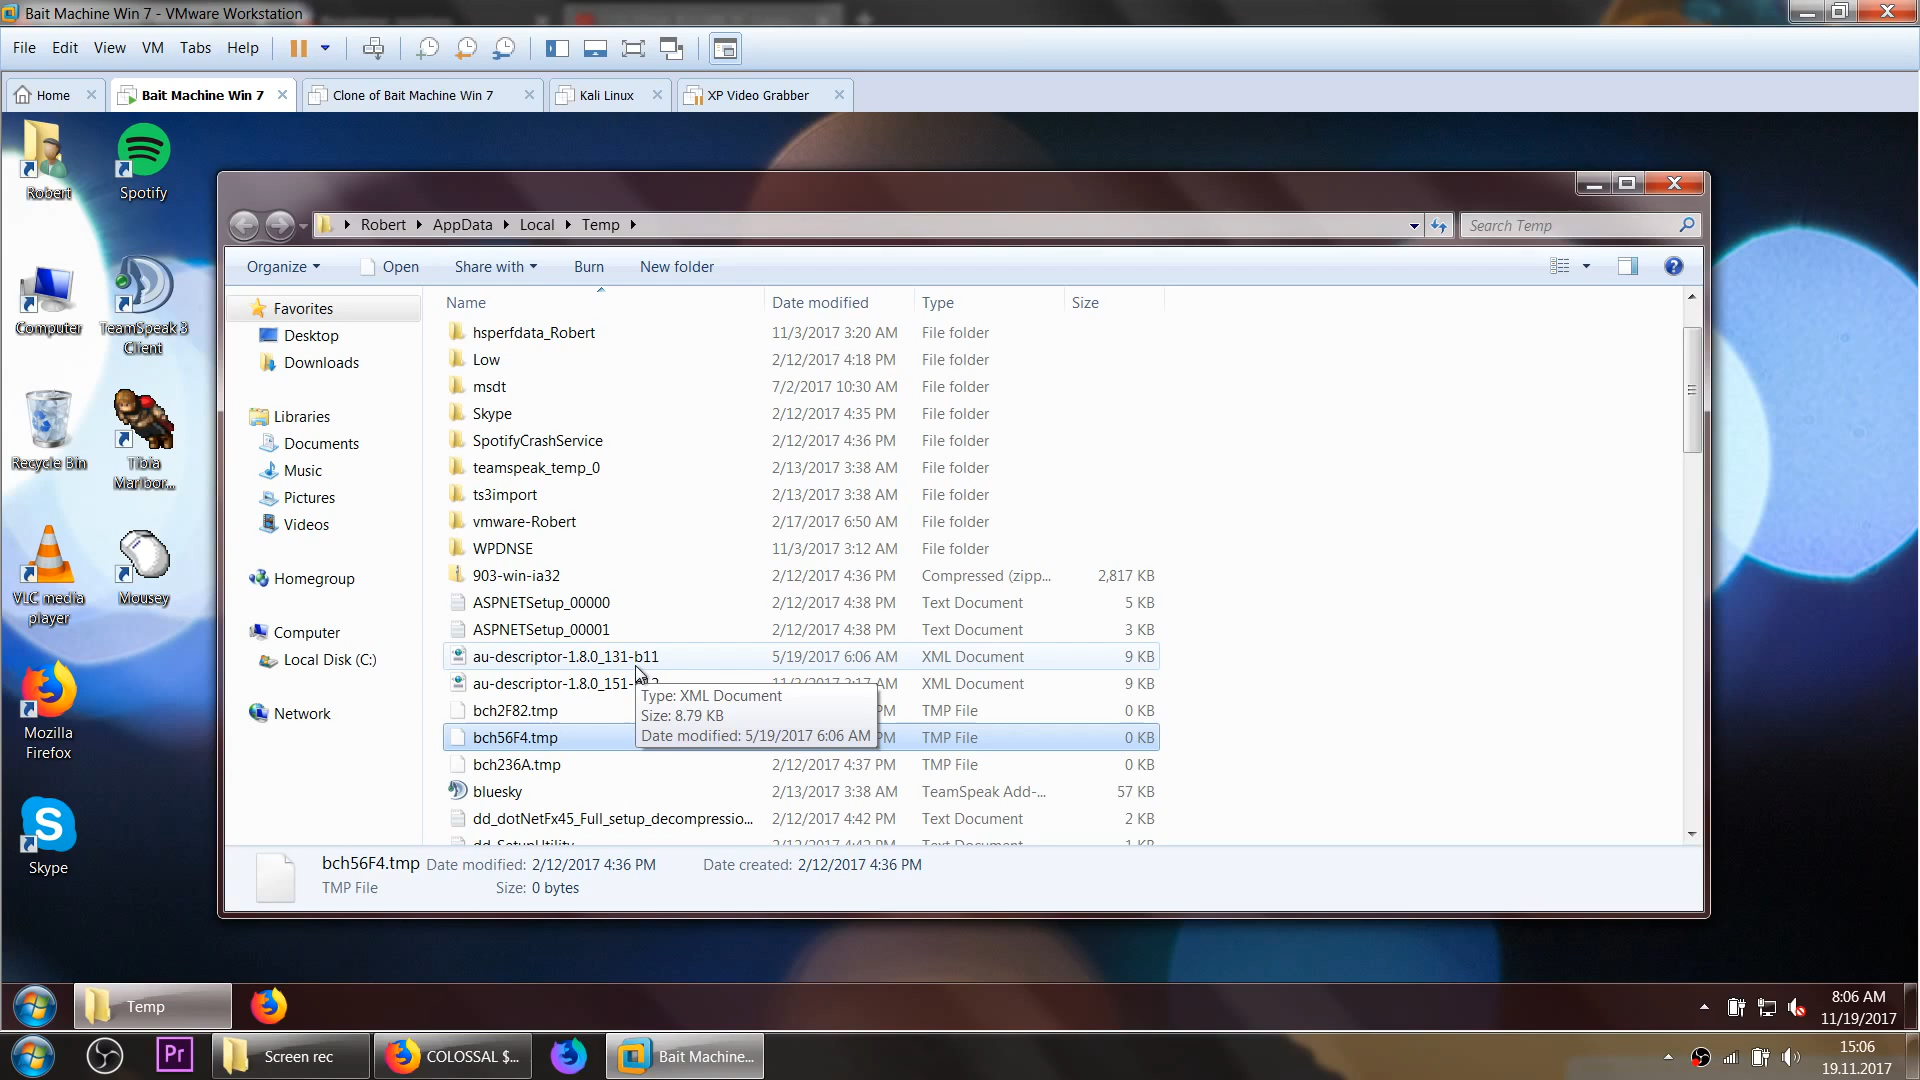 Bait Machine Win 7 - VMware Workstation
File Edit View VM Tabs Help
Home
Bait Machine Win 7
Clone of Bait Machine Win 7
Kali Linux
XP Video Grabber
Robert
Spotify
Computer
TeamSpeak 3
Client
Recycle Bin
Tibia
Marlbor...
VLC media
player
Mousey
Mozilla
Firefox
Skype
Robert
AppData
Local
Temp
Search Temp
Organize
Open
Share with
Burn
New folder
Favorites
Desktop
Downloads
Libraries
Documents
Music
Pictures
Videos
Homegroup
Computer
Local Disk (C:)
Network
Name Date modified Type Size
hsperfdata_Robert 11/3/2017 3:20 AM File folder
Low 2/12/2017 4:18 PM File folder
msdt 7/2/2017 10:30 AM File folder
Skype 2/12/2017 4:35 PM File folder
SpotifyCrashService 2/12/2017 4:36 PM File folder
teamspeak_temp_0 2/13/2017 3:38 AM File folder
ts3import 2/13/2017 3:38 AM File folder
vmware-Robert 2/17/2017 6:50 AM File folder
WPDNSE 11/3/2017 3:12 AM File folder
903-win-ia32 2/12/2017 4:36 PM Compressed (zipp... 2,817 KB
ASPNETSetup_00000 2/12/2017 4:38 PM Text Document 5 KB
ASPNETSetup_00001 2/12/2017 4:38 PM Text Document 3 KB
au-descriptor-1.8.0_131-b11 5/19/2017 6:06 AM XML Document 9 KB
au-descriptor-1.8.0_151- XML Document 9 KB
bch2F82.tmp PM TMP File 0 KB
bch56F4.tmp PM TMP File 0 KB
bch236A.tmp 2/12/2017 4:37 PM TMP File 0 KB
bluesky 2/13/2017 3:38 AM TeamSpeak Add-... 57 KB
dd_dotNetFx45_Full_setup_decompressio... 2/12/2017 4:42 PM Text Document 2 KB
dd_SetupUtility 2/12/2017 4:42 PM Text Document 1 KB
Type: XML Document
Size: 8.79 KB
Date modified: 5/19/2017 6:06 AM
bch56F4.tmp Date modified: 2/12/2017 4:36 PM Date created: 2/12/2017 4:36 PM
TMP File Size: 0 bytes
Temp
8:06 AM
11/19/2017
Pr
Screen rec
COLOSSAL $...
Bait Machine...
15:06
19.11.2017